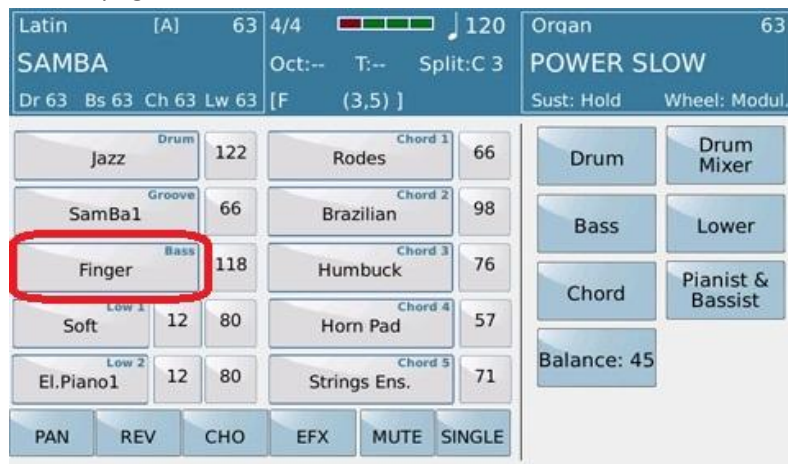 Latin [A] 63 4/4 120 Organ 63
SAMBA Oct:-- T:-- Split:C 3 POWER SLOW
Dr 63 Bs 63 Ch 63 Lw 63 [F (3,5) ] Sust: Hold Wheel: Modul.
Drum
Jazz 122
Chord 1
Rodes 66
Drum
Drum
Mixer
Groove
SamBa1 66
Chord 2
Brazilian 98
Bass
Lower
Bass
Finger 118
Chord 3
Humbuck 76
Chord
Pianist &
Bassist
Low 1
Soft 12 80
Chord 4
Horn Pad 57
Balance: 45
Low 2
El.Piano1 12 80
Chord 5
Strings Ens. 71
PAN REV CHO EFX MUTE SINGLE